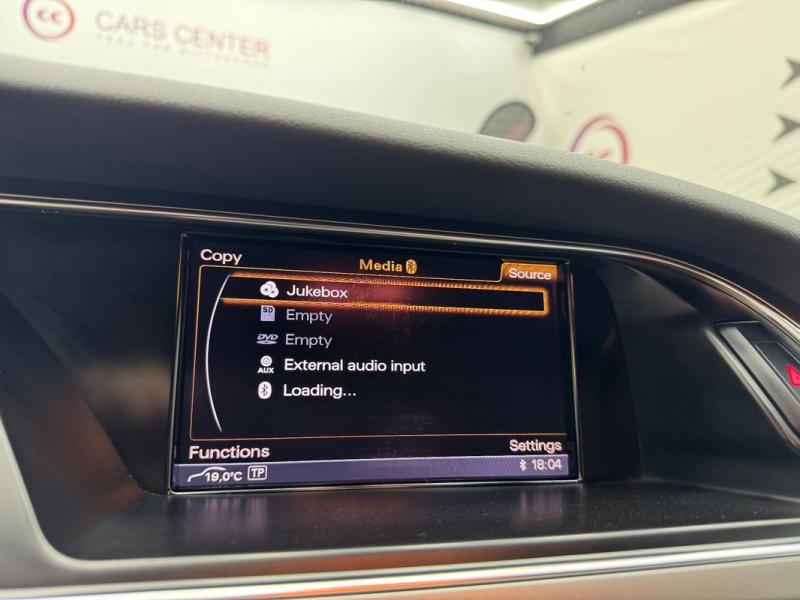 CARS CENTER
Copy
Media
Source
Jukebox
SD
Empty
DVD
Empty
AUX
External audio input
Loading...
Functions
Settings
19,0°C TP
18:04